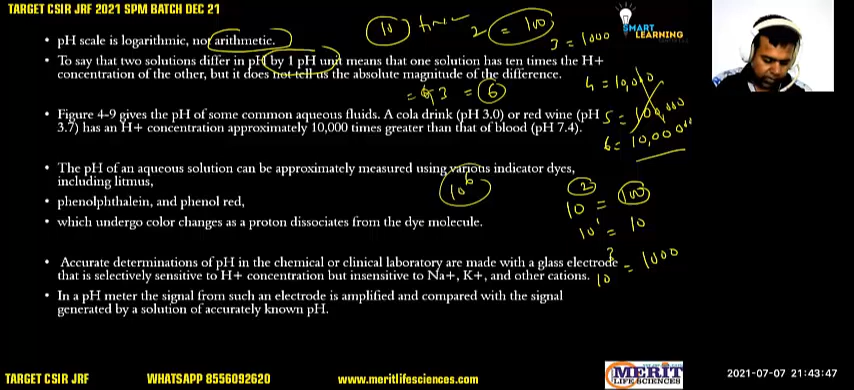 TARGET CSIR JRF 2021 SPM BATCH DEC 21
SMART
LEARNING
• pH scale is logarithmic, not arithmetic.
• To say that two solutions differ in pH by 1 pH unit means that one solution has ten times the H+
concentration of the other, but it does not tell us the absolute magnitude of the difference.
• Figure 4-9 gives the pH of some common aqueous fluids. A cola drink (pH 3.0) or red wine (pH
3.7) has an H+ concentration approximately 10,000 times greater than that of blood (pH 7.4).
• The pH of an aqueous solution can be approximately measured using various indicator dyes,
including litmus,
• phenolphthalein, and phenol red,
• which undergo color changes as a proton dissociates from the dye molecule.
• Accurate determinations of pH in the chemical or clinical laboratory are made with a glass electrode
that is selectively sensitive to H+ concentration but insensitive to Na+, K+, and other cations.
• In a pH meter the signal from such an electrode is amplified and compared with the signal
generated by a solution of accurately known pH.
10 time
2 = 100
3 = 1000
4 = 10,000
3 = 6
5 = 100,000
6 = 10,00000
10⁶
10² = 100
10¹ = 10
10³ = 1000
MERIT
LIFE SCIENCES
TARGET CSIR JRF
WHATSAPP 8556092620
www.meritlifesciences.com
2021-07-07 21:43:47